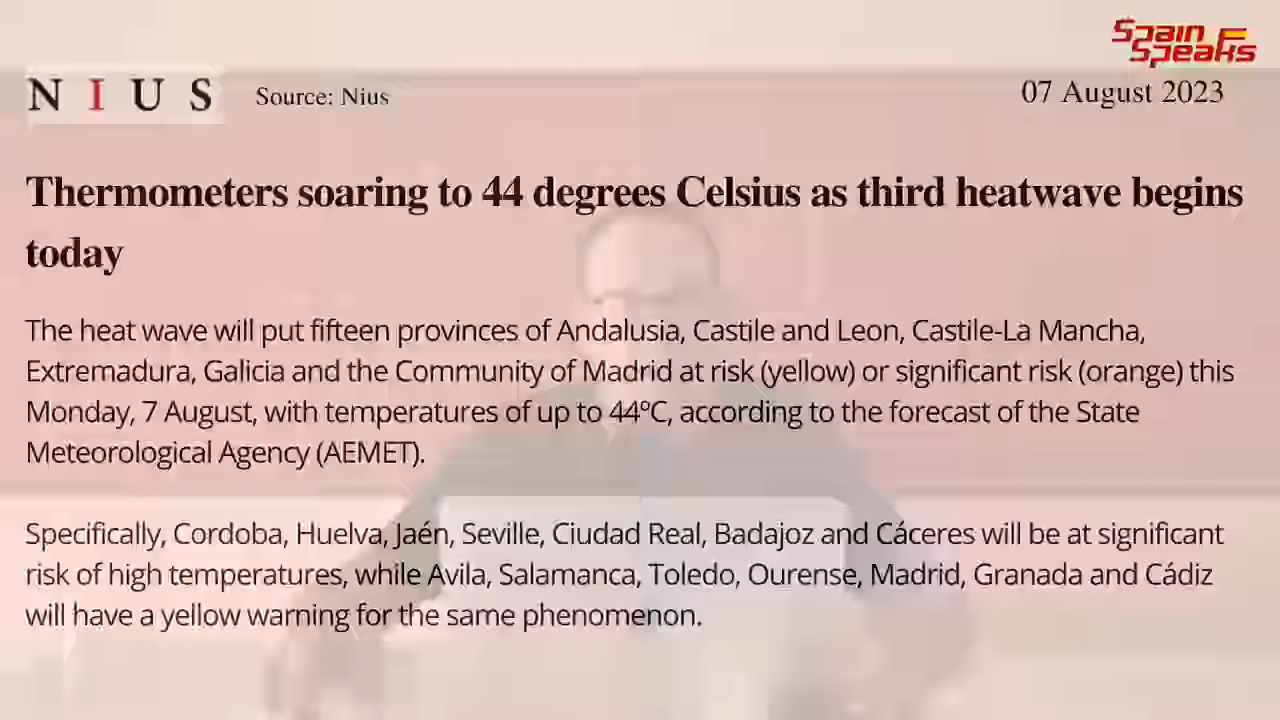 Spain
Speaks
NIUS
Source: Nius
07 August 2023
Thermometers soaring to 44 degrees Celsius as third heatwave begins
today
The heat wave will put fifteen provinces of Andalusia, Castile and Leon, Castile-La Mancha,
Extremadura, Galicia and the Community of Madrid at risk (yellow) or significant risk (orange) this
Monday, 7 August, with temperatures of up to 44ºC, according to the forecast of the State
Meteorological Agency (AEMET).
Specifically, Cordoba, Huelva, Jaén, Seville, Ciudad Real, Badajoz and Cáceres will be at significant
risk of high temperatures, while Avila, Salamanca, Toledo, Ourense, Madrid, Granada and Cádiz
will have a yellow warning for the same phenomenon.